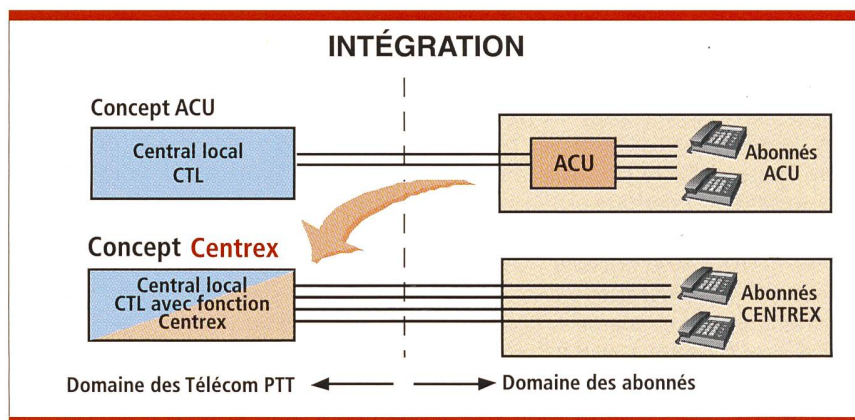 INTÉGRATION
Concept ACU
Central local
CTL
ACU
Abonnés
ACU
Concept Centrex
Central local
CTL avec fonction
Centrex
Abonnés
CENTREX
Domaine des Télécom PTT
Domaine des abonnés